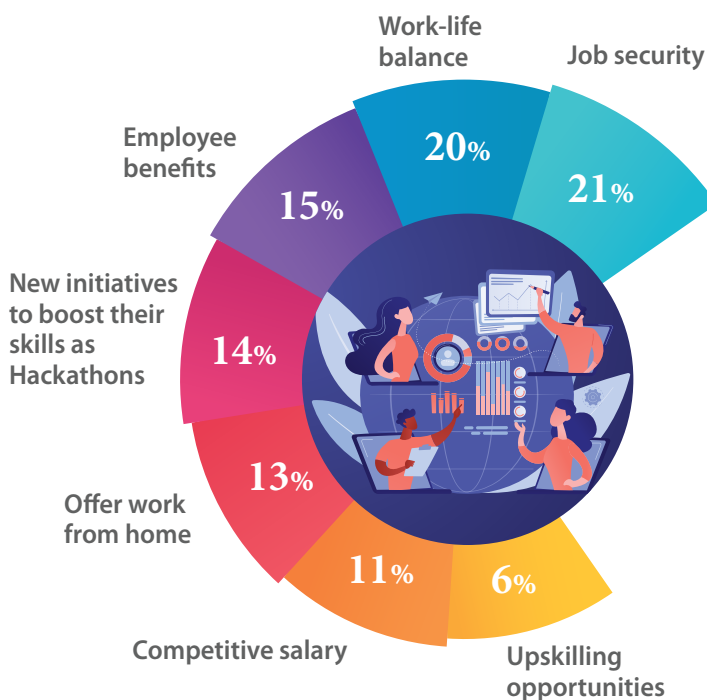 Work-life
balance
20%
Job security
21%
Employee
benefits
15%
New initiatives
to boost their
skills as
Hackathons
14%
Offer work
from home
13%
Competitive salary
11%
Upskilling
opportunities
6%